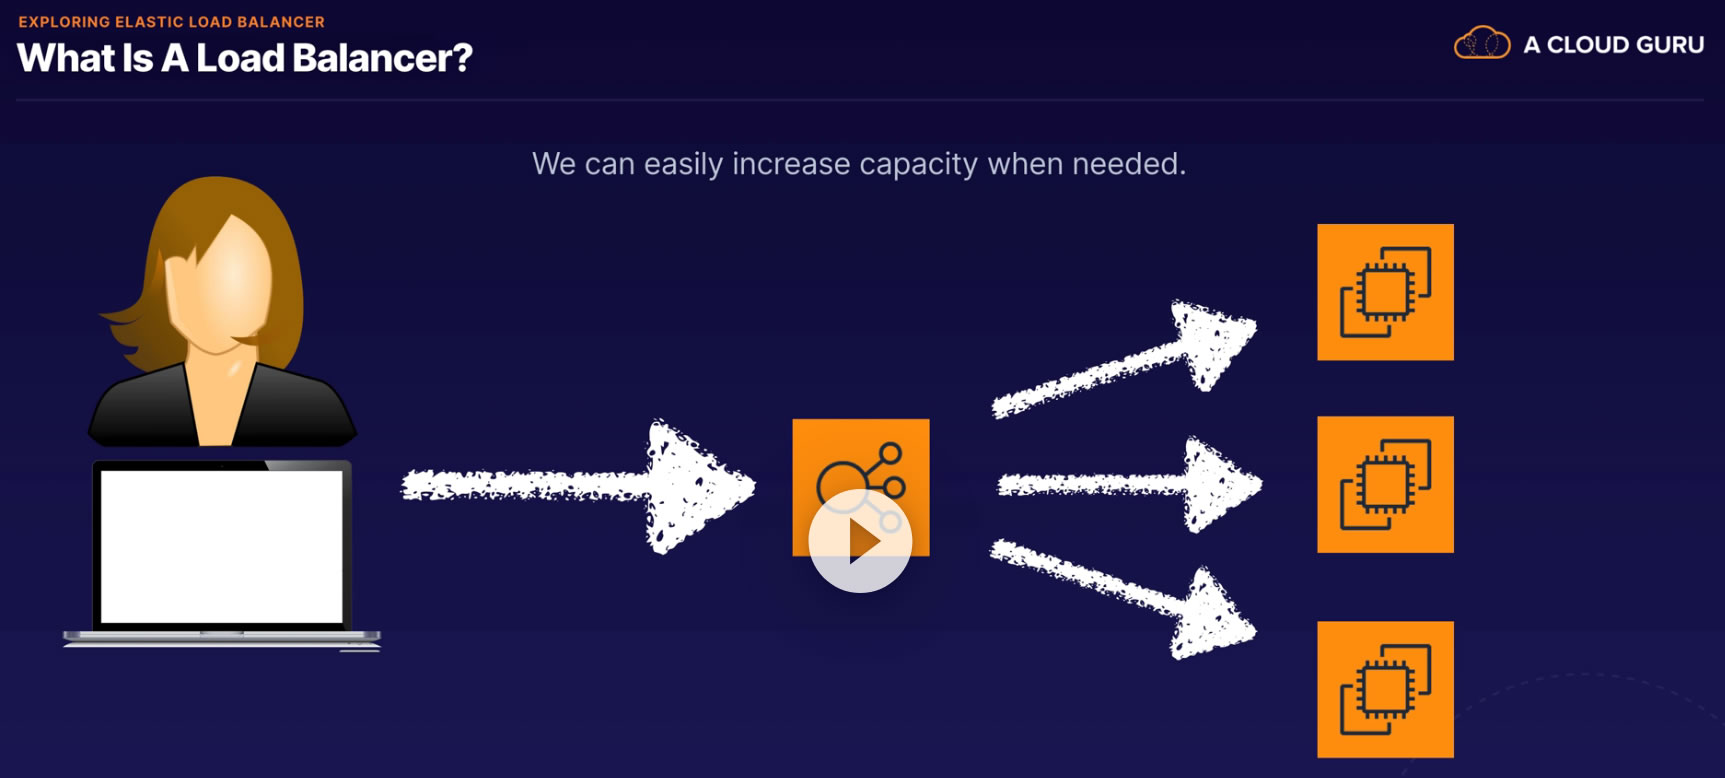 EXPLORING ELASTIC LOAD BALANCER
What Is A Load Balancer?
A CLOUD GURU
We can easily increase capacity when needed.